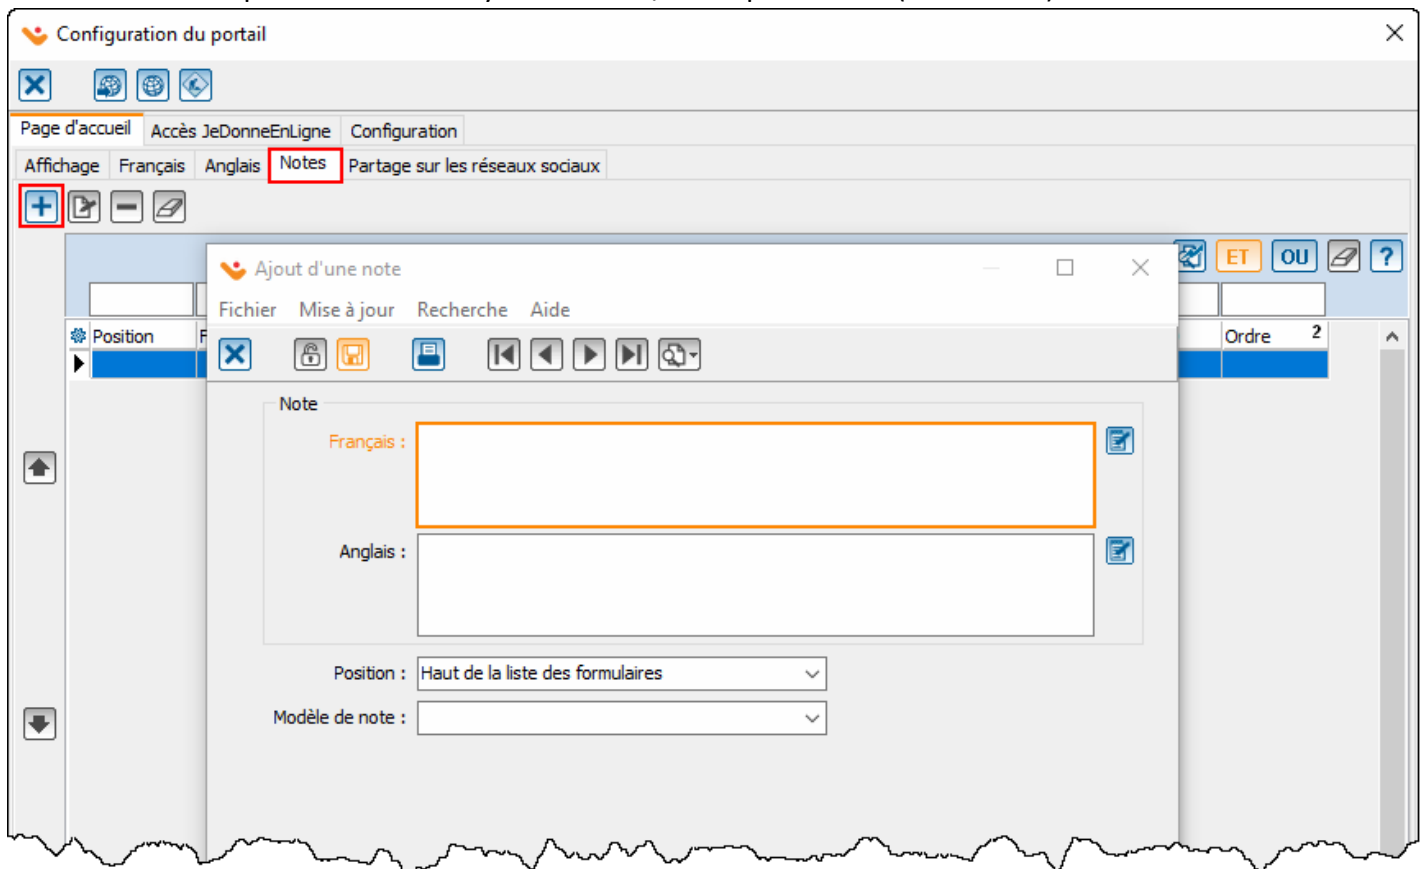 Configuration du portail
Page d'accueil Accès JeDonneEnLigne Configuration
Affichage Français Anglais Notes Partage sur les réseaux sociaux
ET OU ?
Ajout d'une note
Fichier Mise à jour Recherche Aide
Position F Ordre 2
Note
Français :
Anglais :
Position : Haut de la liste des formulaires
Modèle de note :